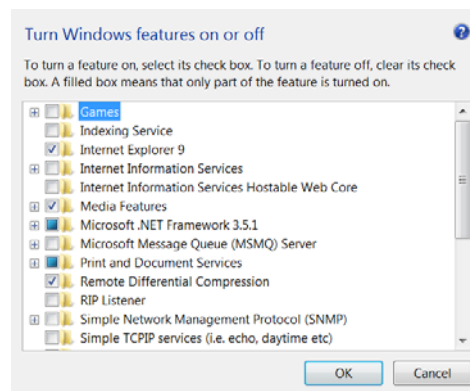 Turn Windows features on or off
To turn a feature on, select its check box. To turn a feature off, clear its check
box. A filled box means that only part of the feature is turned on.
Games
Indexing Service
Internet Explorer 9
Internet Information Services
Internet Information Services Hostable Web Core
Media Features
Microsoft .NET Framework 3.5.1
Microsoft Message Queue (MSMQ) Server
Print and Document Services
Remote Differential Compression
RIP Listener
Simple Network Management Protocol (SNMP)
Simple TCPIP services (i.e. echo, daytime etc)
OK Cancel